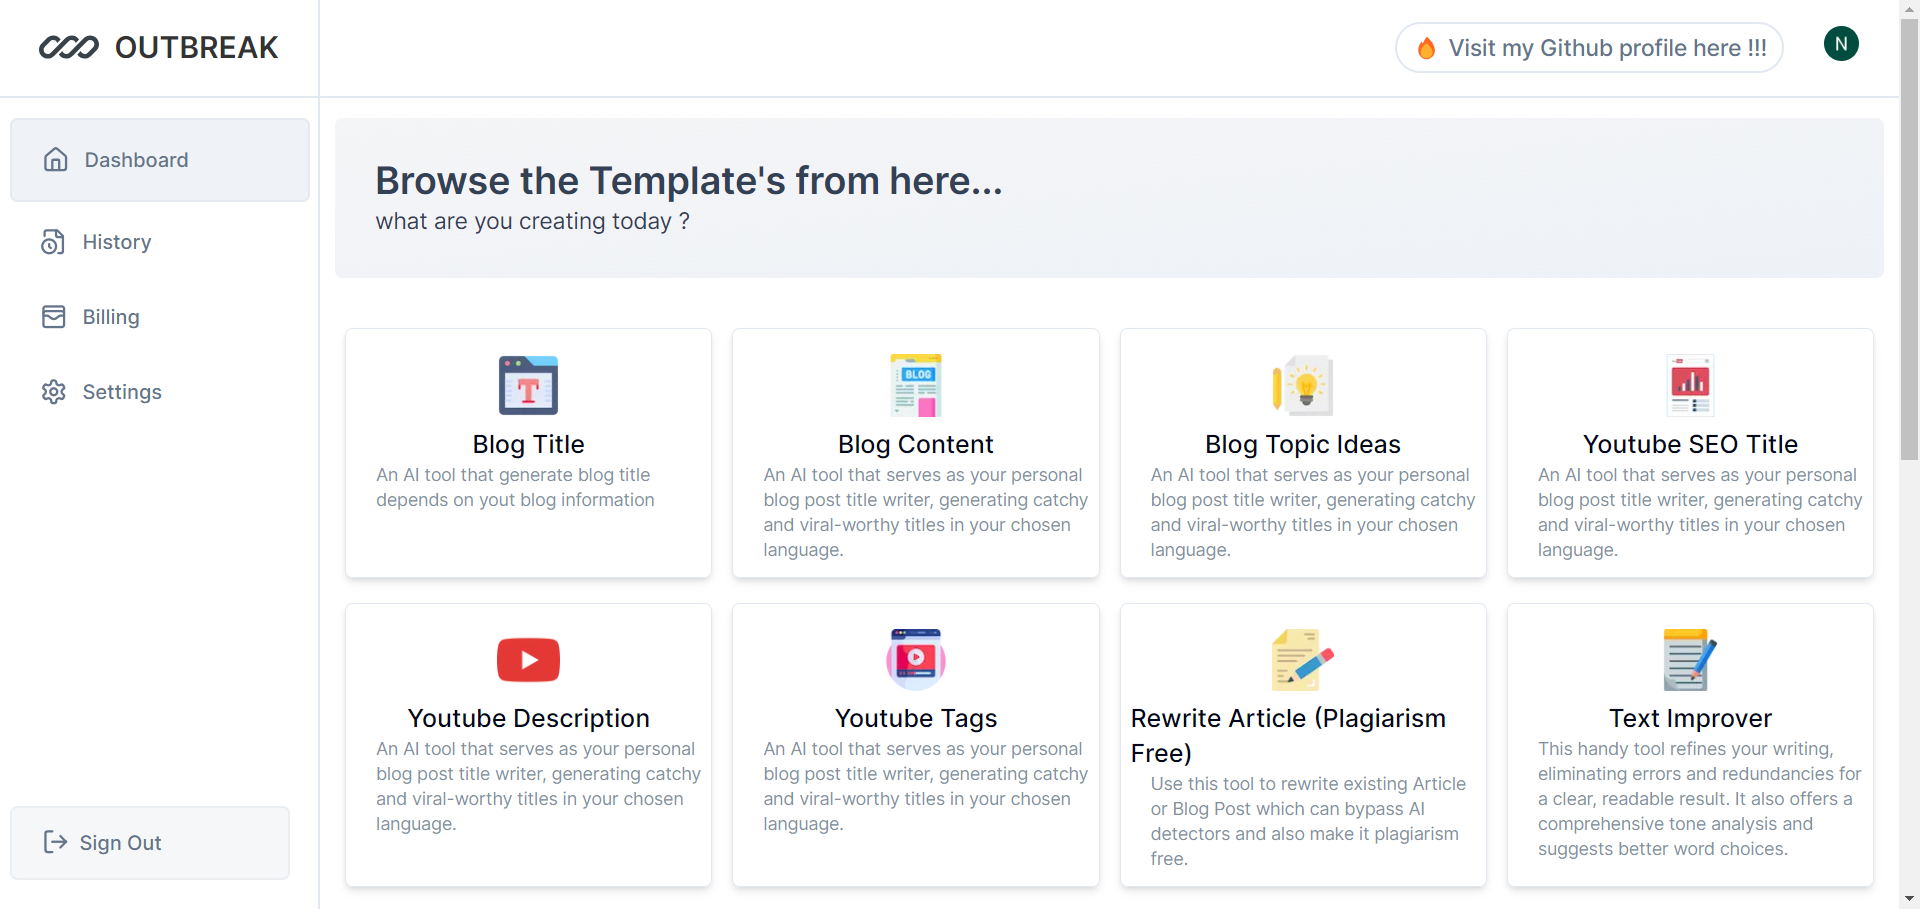 OUTBREAK
Visit my Github profile here !!!
N
Dashboard
History
Billing
Settings
Sign Out
Browse the Template's from here...
what are you creating today ?
T
Blog Title
An AI tool that generate blog title
depends on yout blog information
BLOG
Blog Content
An AI tool that serves as your personal
blog post title writer, generating catchy
and viral-worthy titles in your chosen
language.
Blog Topic Ideas
An AI tool that serves as your personal
blog post title writer, generating catchy
and viral-worthy titles in your chosen
language.
Youtube SEO Title
An AI tool that serves as your personal
blog post title writer, generating catchy
and viral-worthy titles in your chosen
language.
Youtube Description
An AI tool that serves as your personal
blog post title writer, generating catchy
and viral-worthy titles in your chosen
language.
Youtube Tags
An AI tool that serves as your personal
blog post title writer, generating catchy
and viral-worthy titles in your chosen
language.
Rewrite Article (Plagiarism
Free)
Use this tool to rewrite existing Article
or Blog Post which can bypass AI
detectors and also make it plagiarism
free.
Text Improver
This handy tool refines your writing,
eliminating errors and redundancies for
a clear, readable result. It also offers a
comprehensive tone analysis and
suggests better word choices.